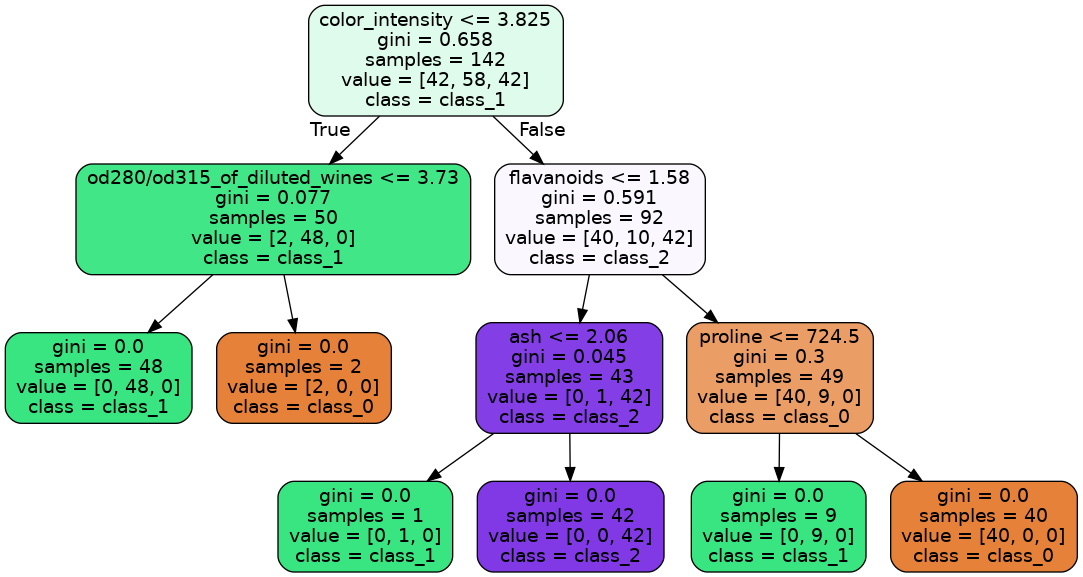 color_intensity <= 3.825
gini = 0.658
samples = 142
value = [42, 58, 42]
class = class_1
True
False
od280/od315_of_diluted_wines <= 3.73
gini = 0.077
samples = 50
value = [2, 48, 0]
class = class_1
flavanoids <= 1.58
gini = 0.591
samples = 92
value = [40, 10, 42]
class = class_2
gini = 0.0
samples = 48
value = [0, 48, 0]
class = class_1
gini = 0.0
samples = 2
value = [2, 0, 0]
class = class_0
ash <= 2.06
gini = 0.045
samples = 43
value = [0, 1, 42]
class = class_2
proline <= 724.5
gini = 0.3
samples = 49
value = [40, 9, 0]
class = class_0
gini = 0.0
samples = 1
value = [0, 1, 0]
class = class_1
gini = 0.0
samples = 42
value = [0, 0, 42]
class = class_2
gini = 0.0
samples = 9
value = [0, 9, 0]
class = class_1
gini = 0.0
samples = 40
value = [40, 0, 0]
class = class_0